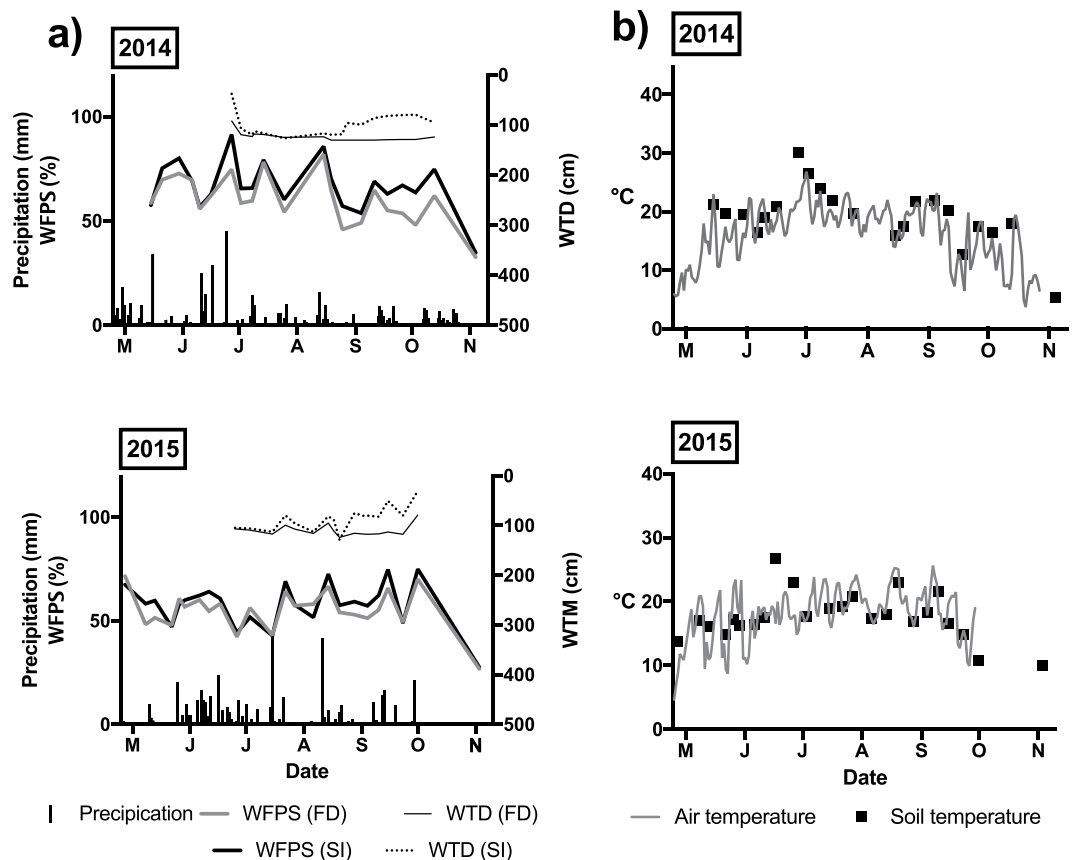 a)
2014
Precipitation (mm)
WFPS (%)
100
50
0
0
100
200
300
400
500
WTD (cm)
M J J A S O N
b)
2014
°C
40
30
20
10
0
M J J A S O N
2015
Precipitation (mm)
WFPS (%)
100
50
0
0
100
200
300
400
500
WTM (cm)
M J J A S O N
Date
2015
°C
40
30
20
10
0
M J J A S O N
Date
Precipication WFPS (FD) WTD (FD)
WFPS (SI) WTD (SI)
Air temperature Soil temperature